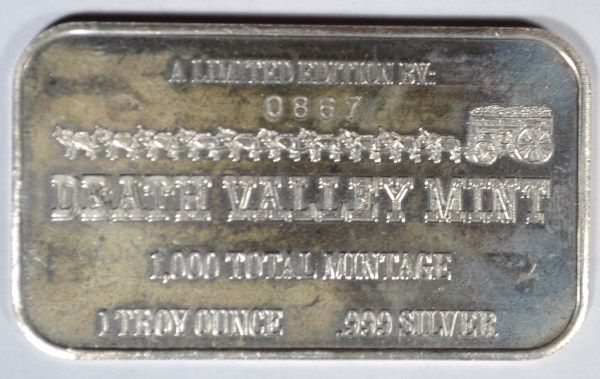 A LIMITED EDITION BY:
0867
DEATH VALLEY MINT
1,000 TOTAL MINTAGE
1 TROY OUNCE .999 SILVER